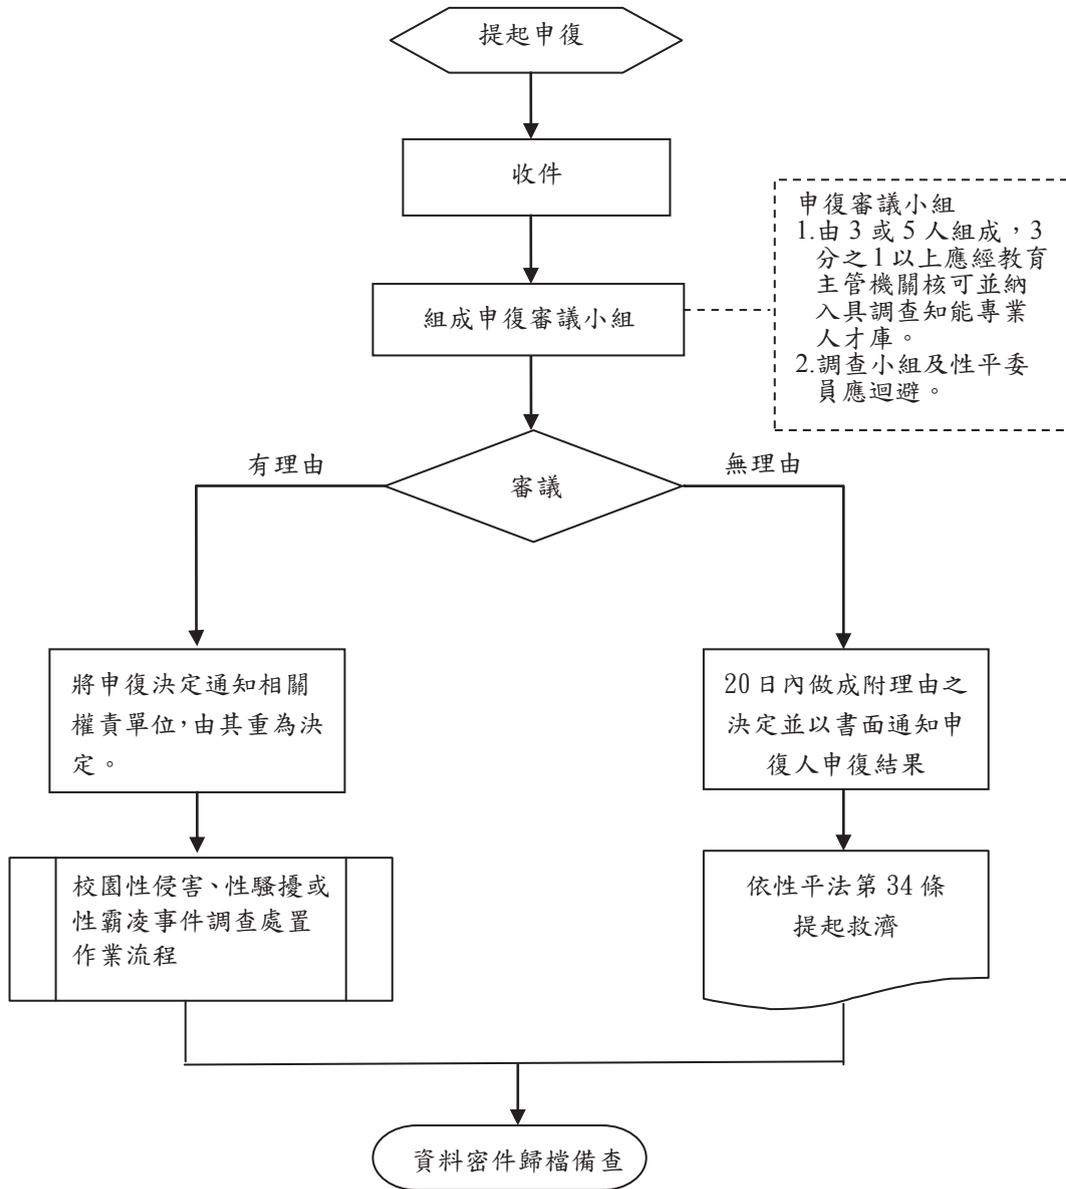 提起申復
收件
申復審議小組
1.由 3 或 5 人組成，3
分之 1 以上應經教育
主管機關核可並納
入具調查知能專業
人才庫。
2.調查小組及性平委
員應迴避。
組成申復審議小組
有理由
審議
無理由
將申復決定通知相關
權責單位，由其重為決
定。
20 日內做成附理由之
決定並以書面通知申
復人申復結果
校園性侵害、性騷擾或
性霸凌事件調查處置
作業流程
依性平法第 34 條
提起救濟
資料密件歸檔備查